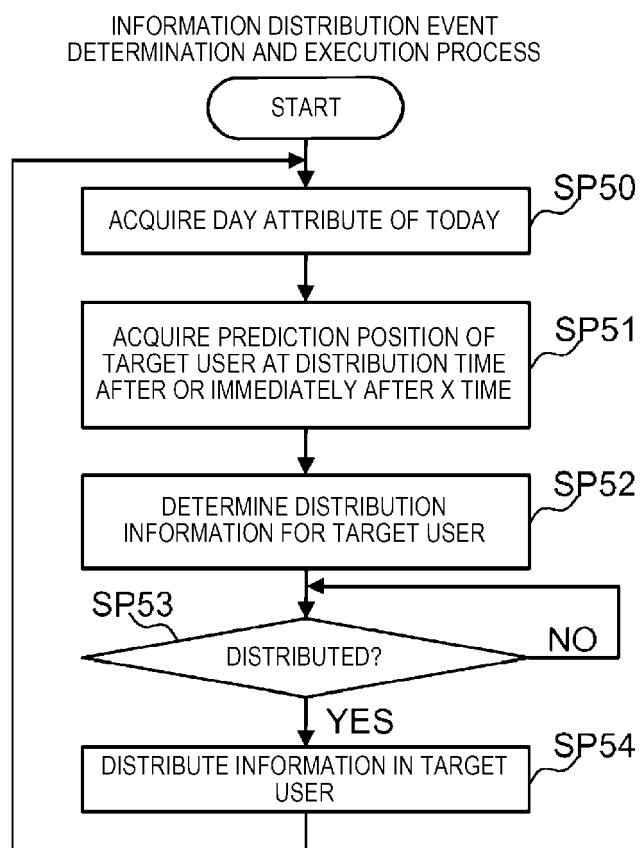 INFORMATION DISTRIBUTION EVENT
DETERMINATION AND EXECUTION PROCESS
START
SP50
ACQUIRE DAY ATTRIBUTE OF TODAY
SP51
ACQUIRE PREDICTION POSITION OF
TARGET USER AT DISTRIBUTION TIME
AFTER OR IMMEDIATELY AFTER X TIME
SP52
DETERMINE DISTRIBUTION
INFORMATION FOR TARGET USER
SP53
DISTRIBUTED?
NO
YES
SP54
DISTRIBUTE INFORMATION IN TARGET
USER